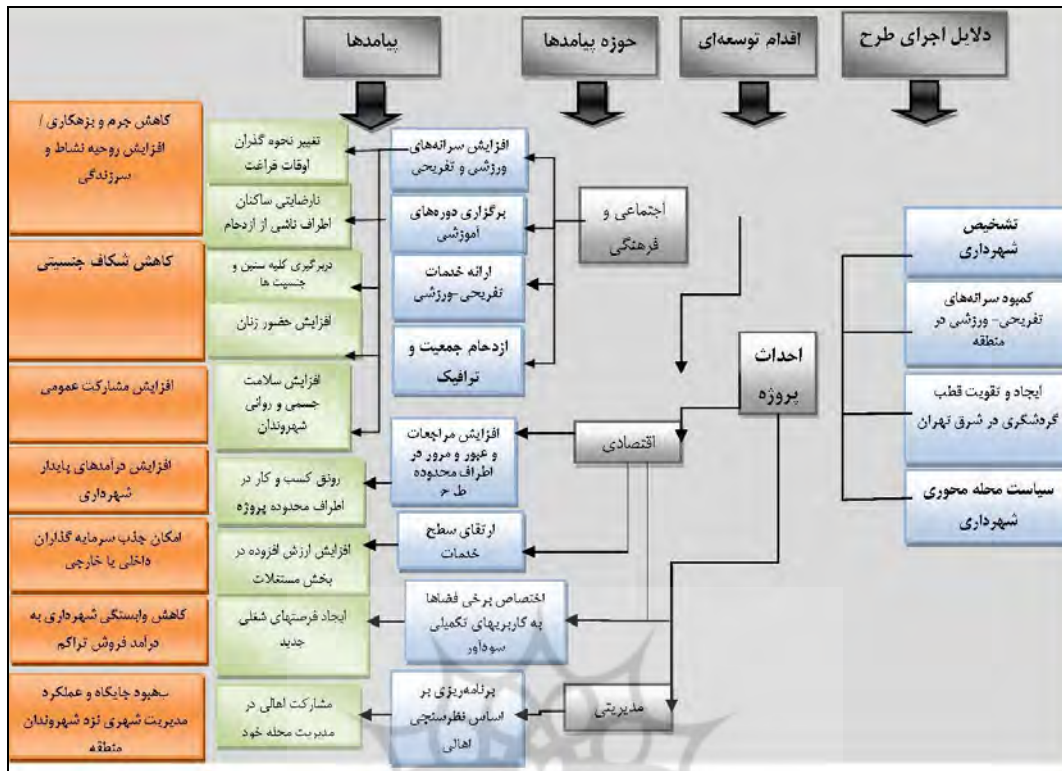 دلایل اجرای طرح
اقدام توسعه‌ای
حوزه پیامدها
پیامدها
تشخیص
شهرداری
کمبود سرانه‌های
تفریحی- ورزشی در
منطقه
ایجاد و تقویت قطب
گردشگری در شرق تهران
سیاست محله محوری
شهرداری
احداث
پروژه
اجتماعی و
فرهنگی
اقتصادی
مدیریتی
افزایش سرانه‌های
ورزشی و تفریحی
برگزاری دوره‌های
آموزشی
ارائه خدمات
تفریحی-ورزشی
ازدحام جمعیت و
ترافیک
افزایش مراجعات
و عبور و مرور در
اطراف محدوده
طرح
ارتقای سطح
خدمات
اختصاص برخی فضاها
به کاربریهای تکمیلی
سودآور
برنامه‌ریزی بر
اساس نظرسنجی
اهالی
تغییر نحوه گذران
اوقات فراغت
نارضایتی ساکنان
اطراف ناشی از ازدحام
دربرگیری کلیه سنین و
جنسیت ها
افزایش حضور زنان
افزایش سلامت
جسمی و روانی
شهروندان
رونق کسب و کار در
اطراف محدوده پروژه
افزایش ارزش افزوده در
بخش مستغلات
ایجاد فرصتهای شغلی
جدید
مشارکت اهالی در
مدیریت محله خود
کاهش جرم و بزهکاری /
افزایش روحیه نشاط و
سرزندگی
کاهش شکاف جنسیتی
افزایش مشارکت عمومی
افزایش درآمدهای پایدار
شهرداری
امکان جذب سرمایه گذاران
داخلی یا خارجی
کاهش وابستگی شهرداری به
درآمد فروش تراکم
بهبود جایگاه و عملکرد
مدیریت شهری نزد شهروندان
منطقه